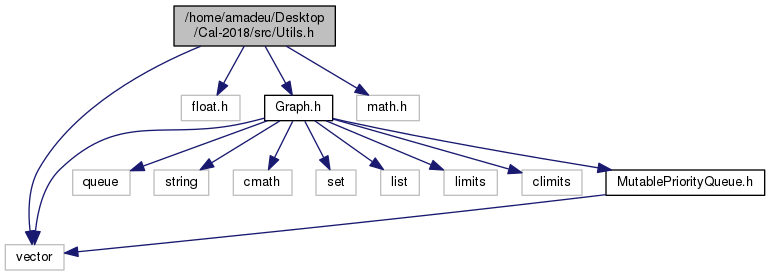 /home/amadeu/Desktop
/Cal-2018/src/Utils.h
float.h
Graph.h
math.h
queue
string
cmath
set
list
limits
climits
MutablePriorityQueue.h
vector